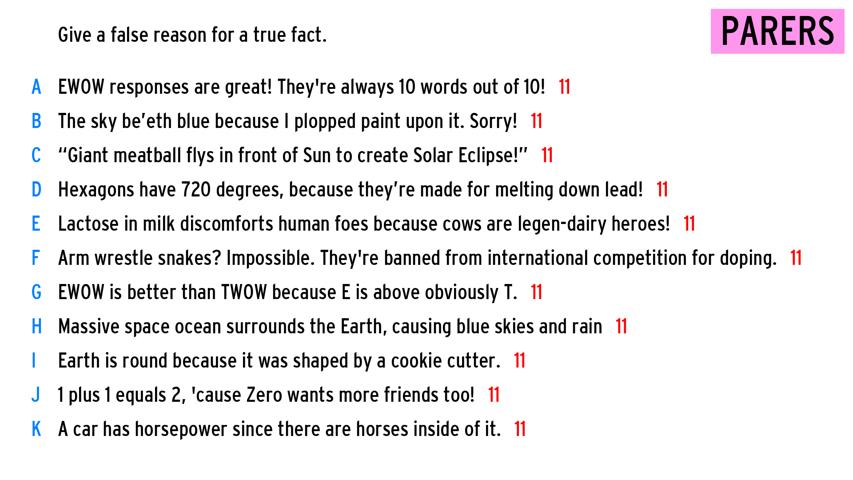 Give a false reason for a true fact.
PARERS
A EWOW responses are great! They're always 10 words out of 10! 11
B The sky be’eth blue because I plopped paint upon it. Sorry! 11
C “Giant meatball flys in front of Sun to create Solar Eclipse!” 11
D Hexagons have 720 degrees, because they’re made for melting down lead! 11
E Lactose in milk discomforts human foes because cows are legen-dairy heroes! 11
F Arm wrestle snakes? Impossible. They're banned from international competition for doping. 11
G EWOW is better than TWOW because E is above obviously T. 11
H Massive space ocean surrounds the Earth, causing blue skies and rain 11
I Earth is round because it was shaped by a cookie cutter. 11
J 1 plus 1 equals 2, 'cause Zero wants more friends too! 11
K A car has horsepower since there are horses inside of it. 11